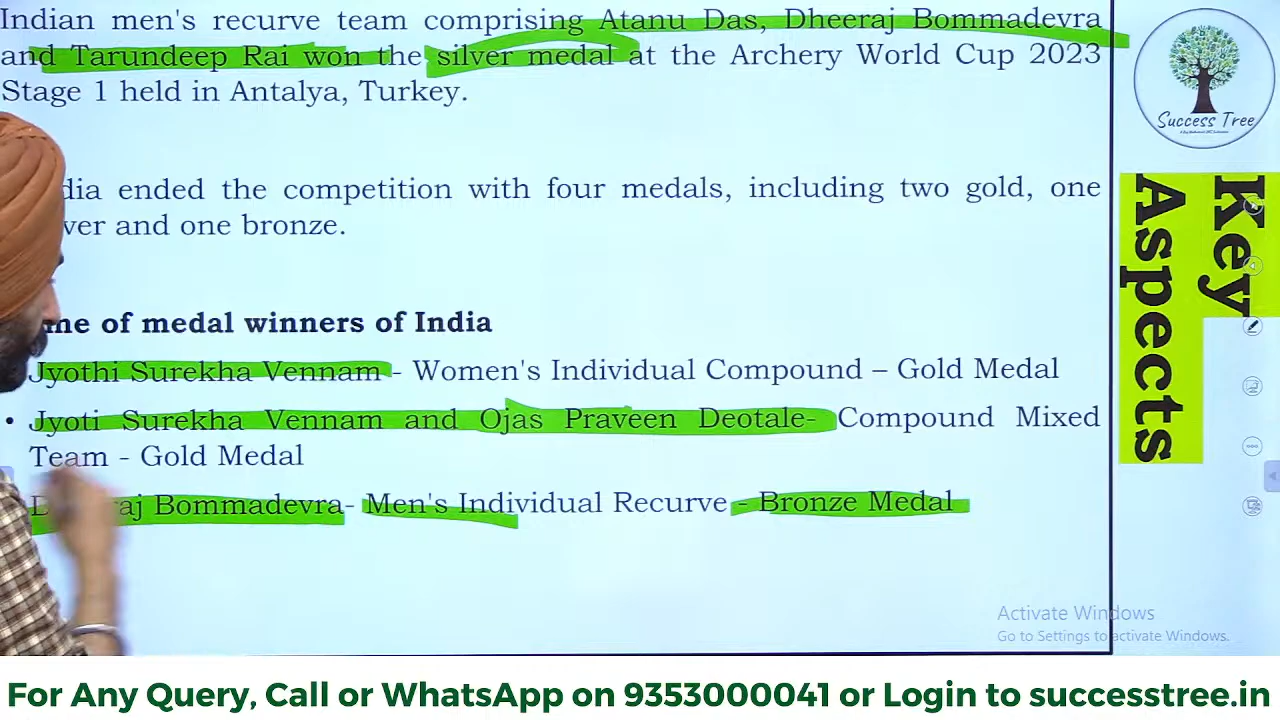 Indian men's recurve team comprising Atanu Das, Dheeraj Bommadevra
and Tarundeep Rai won the silver medal at the Archery World Cup 2023
Stage 1 held in Antalya, Turkey.
dia ended the competition with four medals, including two gold, one
ver and one bronze.
me of medal winners of India
Jyothi Surekha Vennam - Women's Individual Compound – Gold Medal
• Jyoti Surekha Vennam and Ojas Praveen Deotale- Compound Mixed
Team - Gold Medal
aj Bommadevra- Men's Individual Recurve - Bronze Medal
Success Tree
Key
Aspects
Activate Windows
Go to Settings to activate Windows.
For Any Query, Call or WhatsApp on 9353000041 or Login to successtree.in